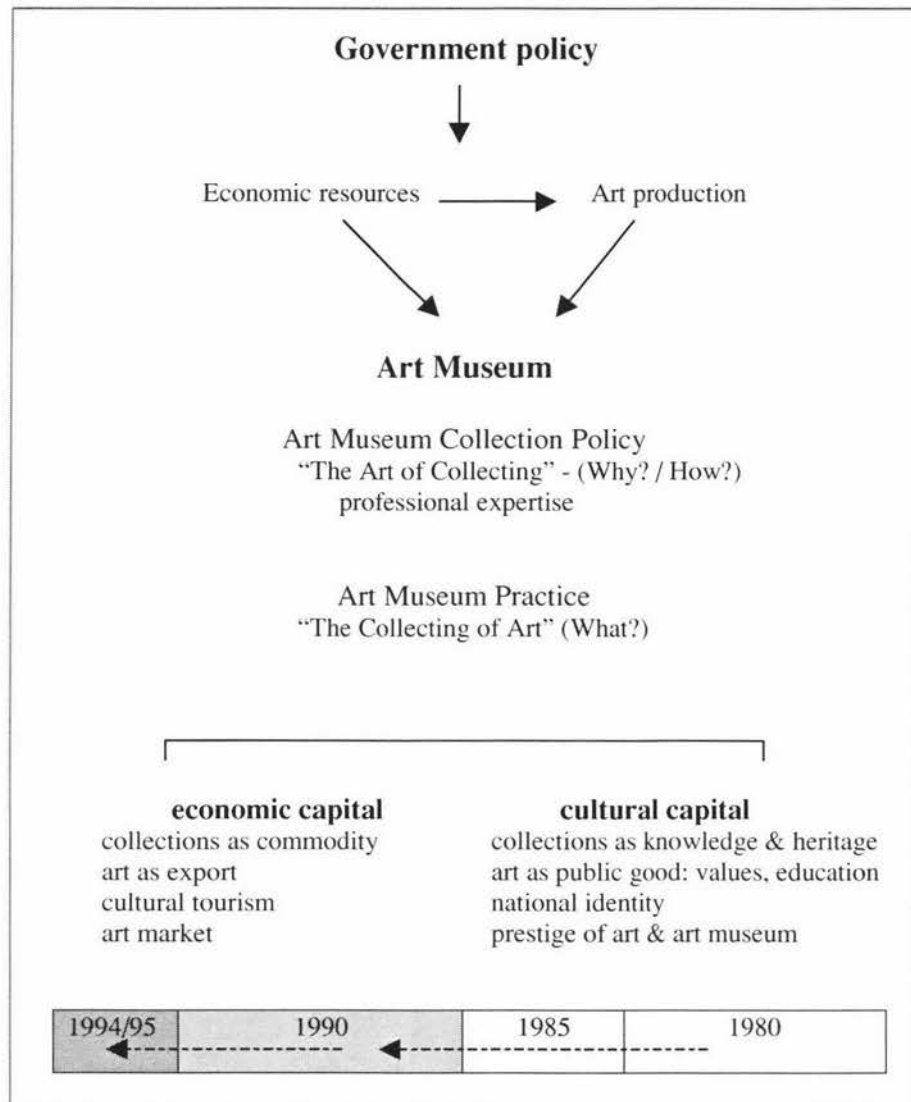 Government policy
Economic resources
Art production
Art Museum
Art Museum Collection Policy
“The Art of Collecting” - (Why? / How?)
professional expertise
Art Museum Practice
“The Collecting of Art” (What?)
economic capital
collections as commodity
art as export
cultural tourism
art market
cultural capital
collections as knowledge & heritage
art as public good: values, education
national identity
prestige of art & art museum
1994/95 1990 1985 1980